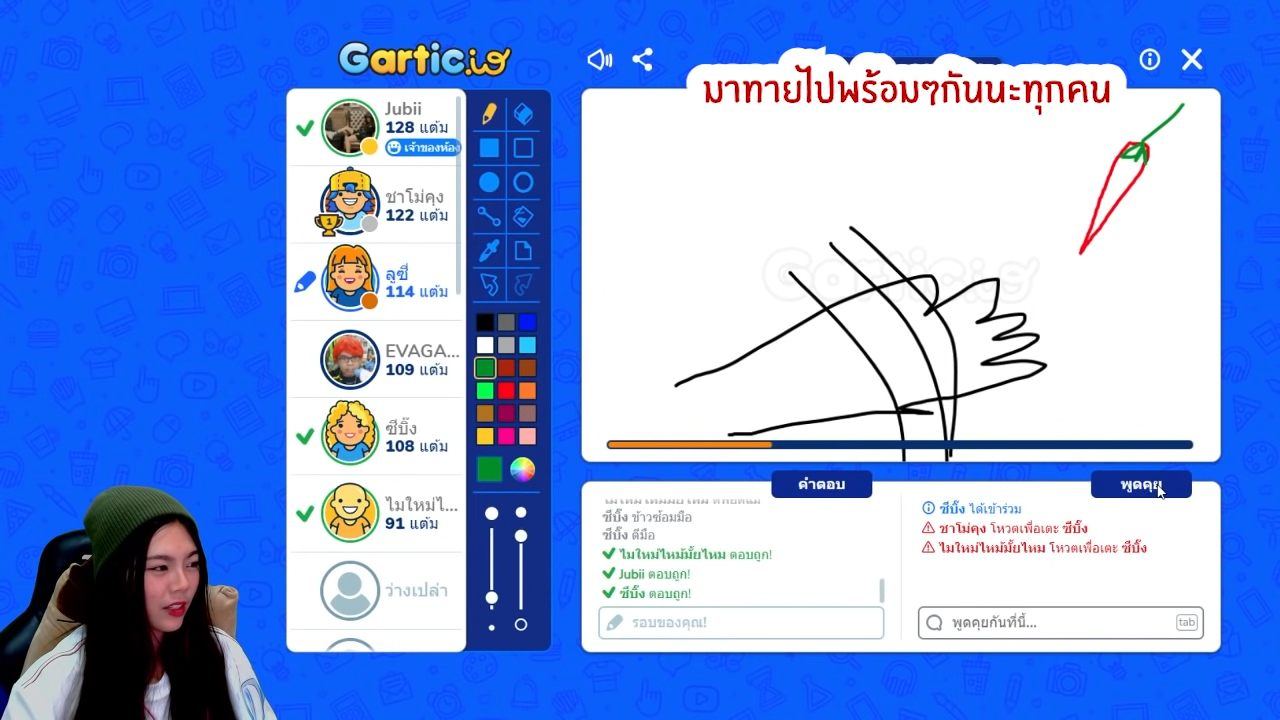 Gartic.io
มาทายไปพร้อมๆกันนะทุกคน
Jubii
128 แต้ม
เจ้าของห้อง
ชาโม่คุง
122 แต้ม
1
ลูซี่
114 แต้ม
EVAGA...
109 แต้ม
ซีบิ๊ง
108 แต้ม
ไมใหม่ไ...
91 แต้ม
ว่างเปล่า
Gartic.io
คำตอบ
ซีบิ๊ง ข้าวซ้อมมือ
ซีบิ๊ง ตีมือ
ไมใหม่ไหม้มั้ยไหม ตอบถูก!
Jubii ตอบถูก!
ซีบิ๊ง ตอบถูก!
รอบของคุณ!
พูดคุย
ซีบิ๊ง ได้เข้าร่วม
ชาโม่คุง โหวตเพื่อเตะ ซีบิ๊ง
ไมใหม่ไหม้มั้ยไหม โหวตเพื่อเตะ ซีบิ๊ง
พูดคุยกันที่นี้...
tab